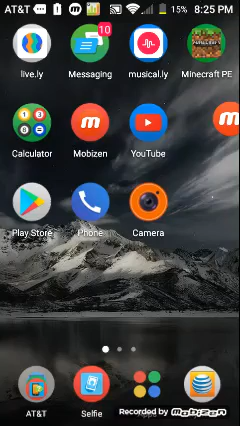 AT&T 15% 8:25 PM
10
live.ly Messaging musical.ly Minecraft PE
Calculator Mobizen YouTube
Play Store Phone Camera
AT&T Selfie
Recorded by mobizen